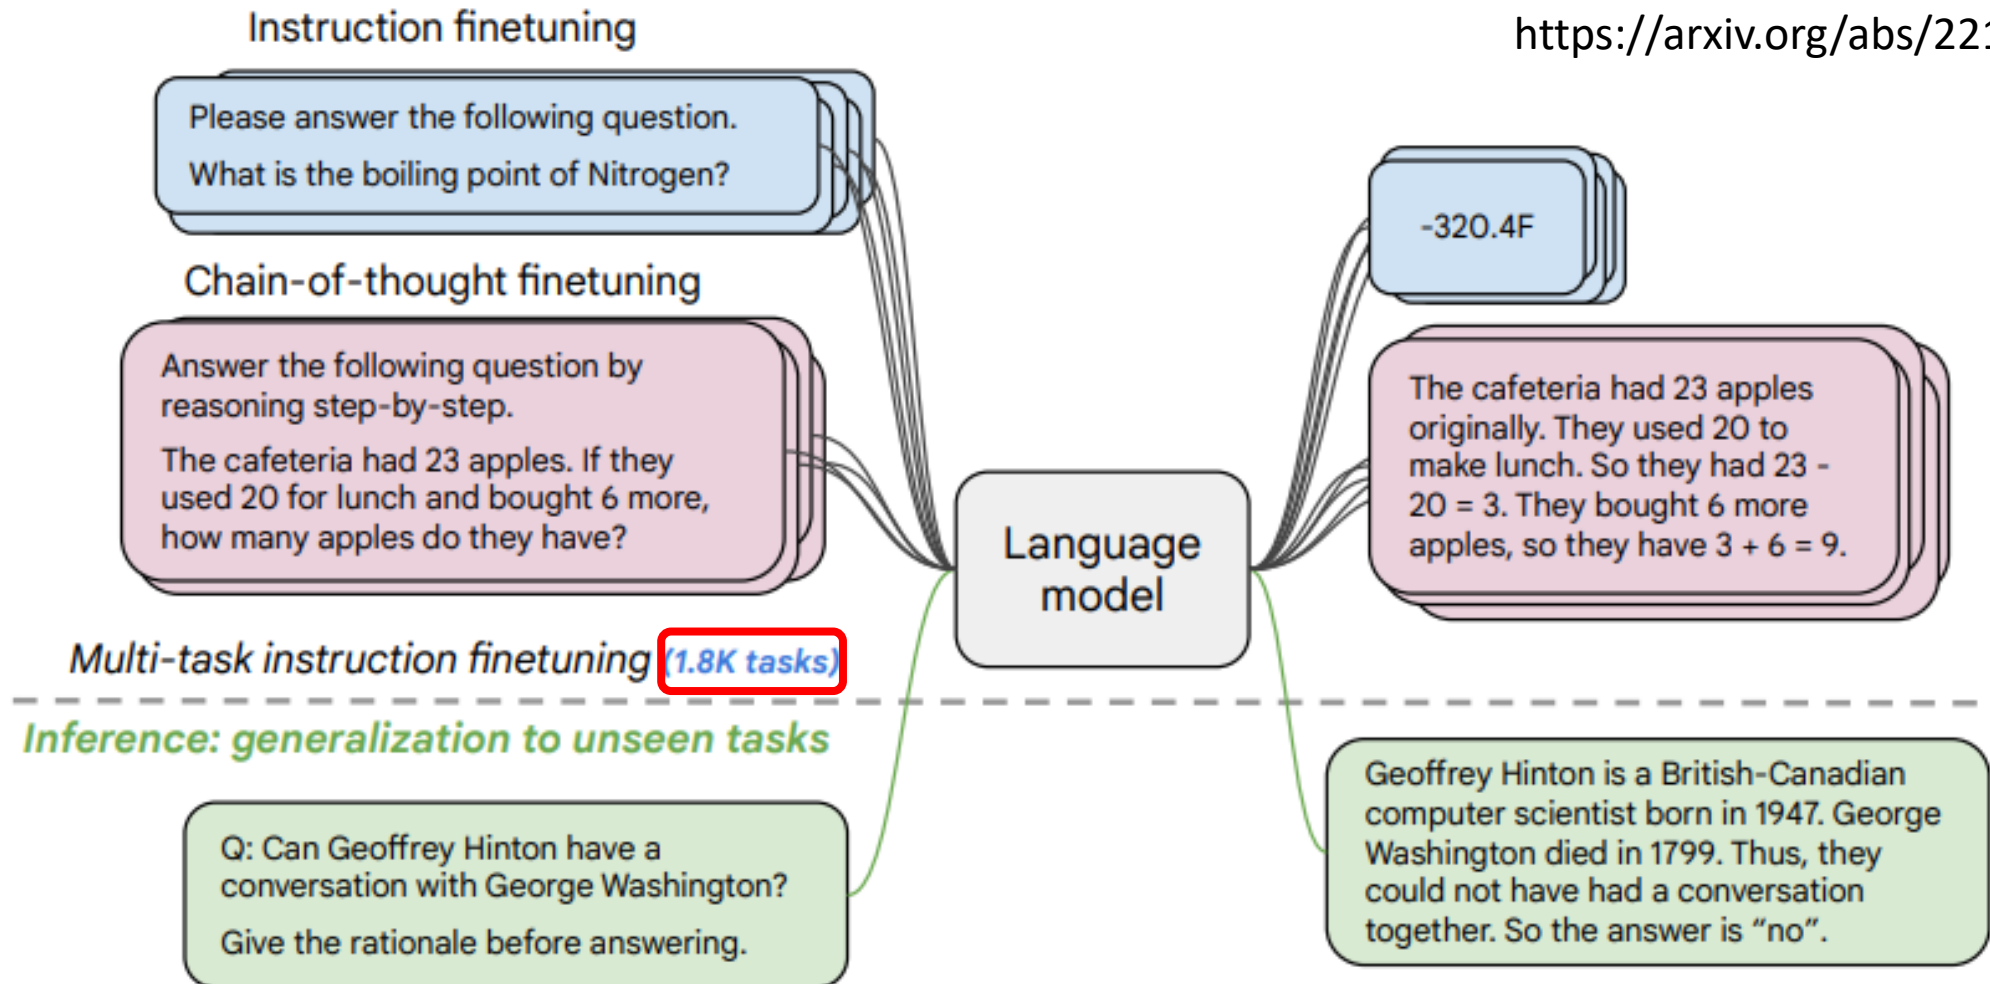 Instruction finetuning
https://arxiv.org/abs/221
Please answer the following question.
What is the boiling point of Nitrogen?
-320.4F
Chain-of-thought finetuning
Answer the following question by
reasoning step-by-step.
The cafeteria had 23 apples. If they
used 20 for lunch and bought 6 more,
how many apples do they have?
Language
model
The cafeteria had 23 apples
originally. They used 20 to
make lunch. So they had 23 -
20 = 3. They bought 6 more
apples, so they have 3 + 6 = 9.
Multi-task instruction finetuning (1.8K tasks)
Inference: generalization to unseen tasks
Q: Can Geoffrey Hinton have a
conversation with George Washington?
Give the rationale before answering.
Geoffrey Hinton is a British-Canadian
computer scientist born in 1947. George
Washington died in 1799. Thus, they
could not have had a conversation
together. So the answer is “no”.